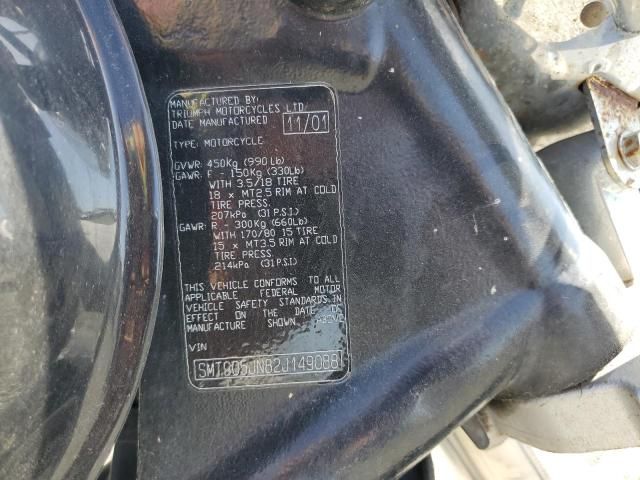 MANUFACTURED BY:
TRIUMPH MOTORCYCLES LTD
DATE MANUFACTURED 11/01
TYPE: MOTORCYCLE
GVWR: 450Kg (990Lb)
GAWR: F - 150Kg (330Lb)
WITH 3.5/18 TIRE
18 x MT2.5 RIM AT COLD
TIRE PRESS.
207kPa (31 P.S.I.)
GAWR: R - 300Kg (660Lb)
WITH 170/80 15 TIRE
15 x MT3.5 RIM AT COLD
TIRE PRESS.
214kPa (31 P.S.I.)
THIS VEHICLE CONFORMS TO ALL
APPLICABLE FEDERAL MOTOR
VEHICLE SAFETY STANDARDS IN
EFFECT ON THE DATE OF
MANUFACTURE SHOWN ABOVE
VIN
SMT805JN82J149088